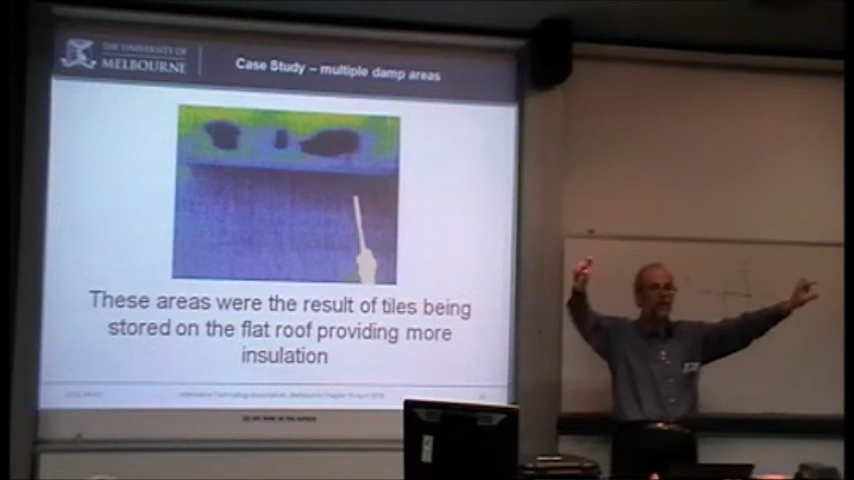 THE UNIVERSITY OF
MELBOURNE
Case Study – multiple damp areas
These areas were the result of tiles being
stored on the flat roof providing more
insulation